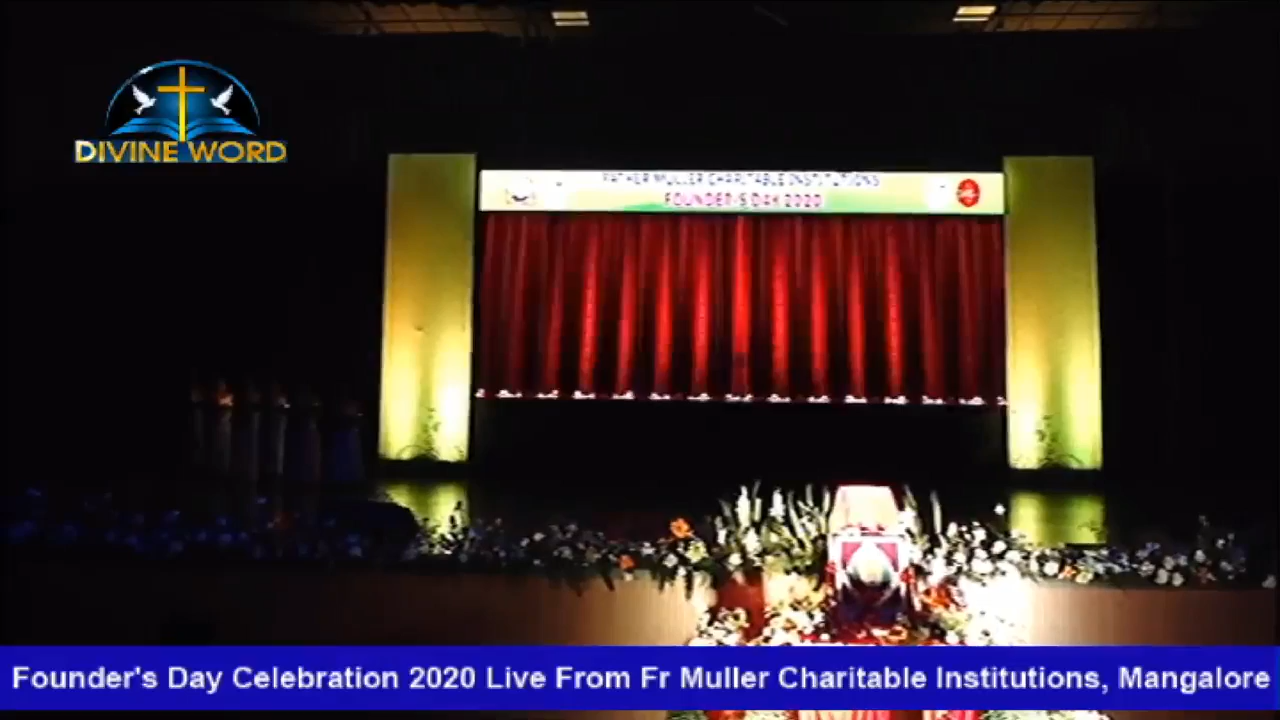 DIVINE WORD
FATHER MULLER CHARITABLE INSTITUTIONS
FOUNDER'S DAY 2020
Founder's Day Celebration 2020 Live From Fr Muller Charitable Institutions, Mangalore